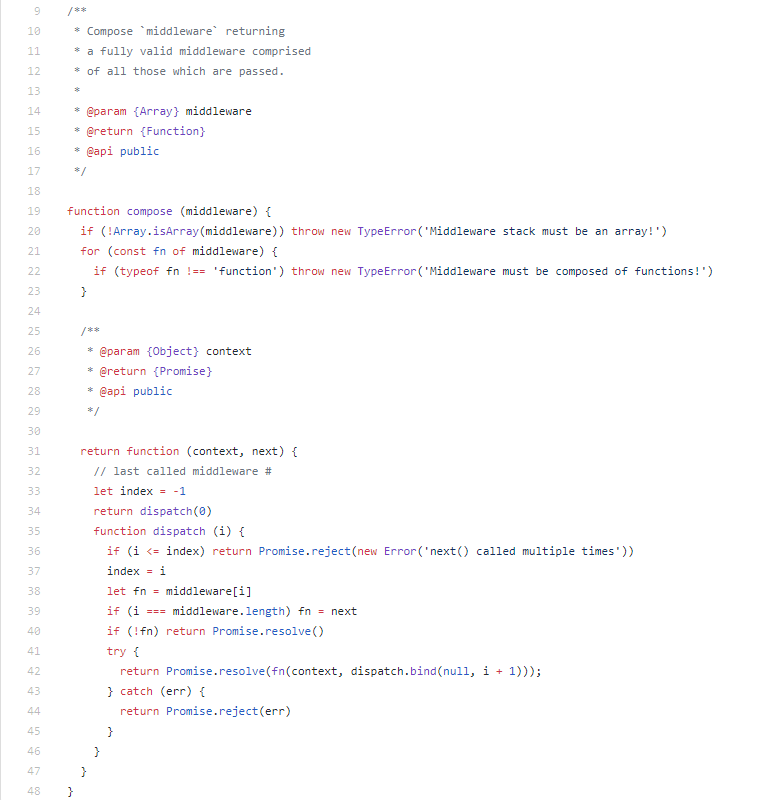 9 /**
10  * Compose `middleware` returning
11  * a fully valid middleware comprised
12  * of all those which are passed.
13  *
14  * @param {Array} middleware
15  * @return {Function}
16  * @api public
17  */
18
19 function compose (middleware) {
20   if (!Array.isArray(middleware)) throw new TypeError('Middleware stack must be an array!')
21   for (const fn of middleware) {
22     if (typeof fn !== 'function') throw new TypeError('Middleware must be composed of functions!')
23   }
24
25   /**
26    * @param {Object} context
27    * @return {Promise}
28    * @api public
29    */
30
31   return function (context, next) {
32     // last called middleware #
33     let index = -1
34     return dispatch(0)
35     function dispatch (i) {
36       if (i <= index) return Promise.reject(new Error('next() called multiple times'))
37       index = i
38       let fn = middleware[i]
39       if (i === middleware.length) fn = next
40       if (!fn) return Promise.resolve()
41       try {
42         return Promise.resolve(fn(context, dispatch.bind(null, i + 1)));
43       } catch (err) {
44         return Promise.reject(err)
45       }
46     }
47   }
48 }